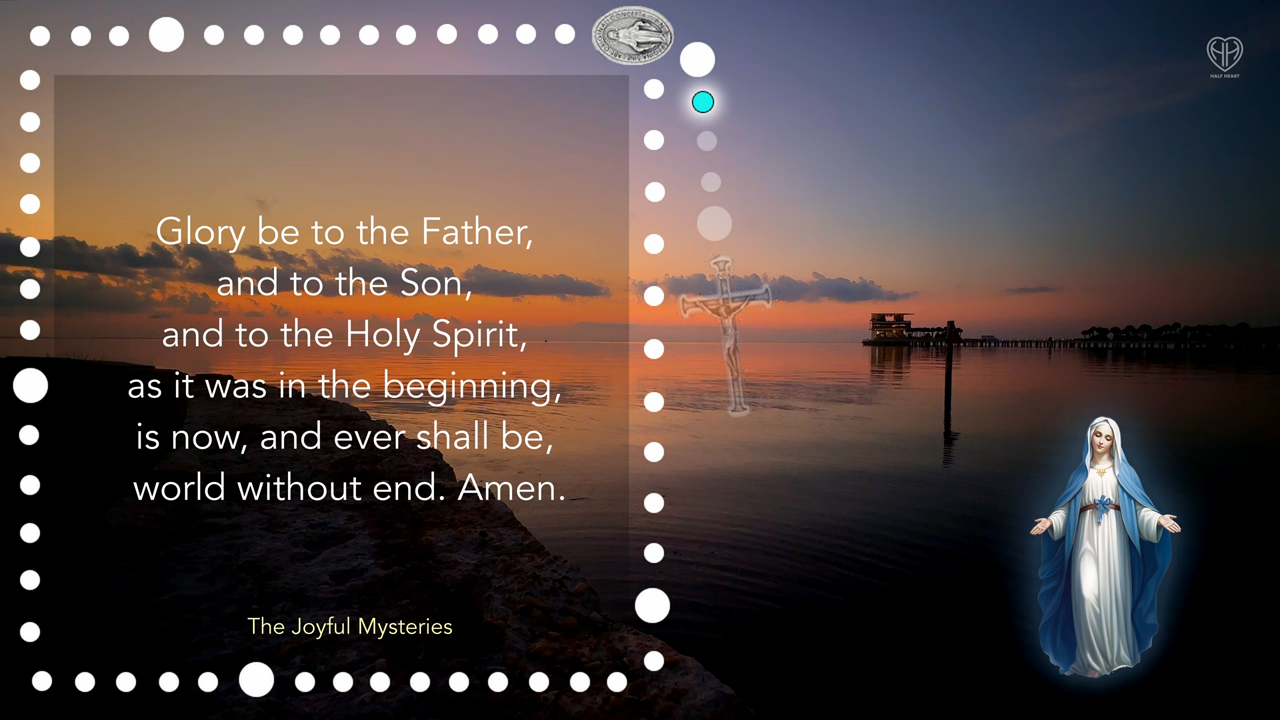 Glory be to the Father,
and to the Son,
and to the Holy Spirit,
as it was in the beginning,
is now, and ever shall be,
world without end. Amen.
The Joyful Mysteries
HALF HEART